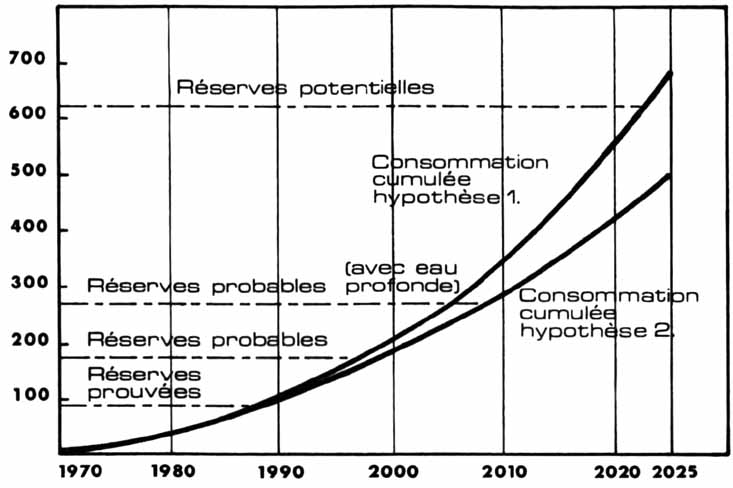 700
Réserves potentielles
600
Consommation
cumulée
hypothèse 1.
500
400
300
Réserves probables (avec eau
profonde)
Consommation
cumulée
hypothèse 2.
200
Réserves probables
Réserves
prouvées
100
1970 1980 1990 2000 2010 2020 2025